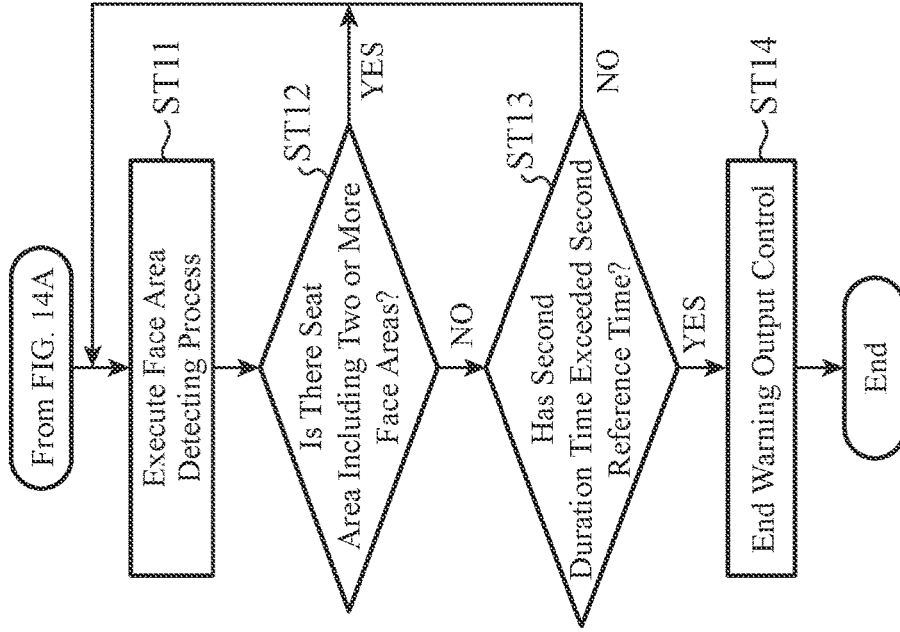 From FIG. 14A
ST11
Execute Face Area
Detecting Process
ST12
Is There Seat
Area Including Two or More
Face Areas?
YES
NO
ST13
Has Second
Duration Time Exceeded Second
Reference Time?
NO
YES
ST14
End Warning Output Control
End